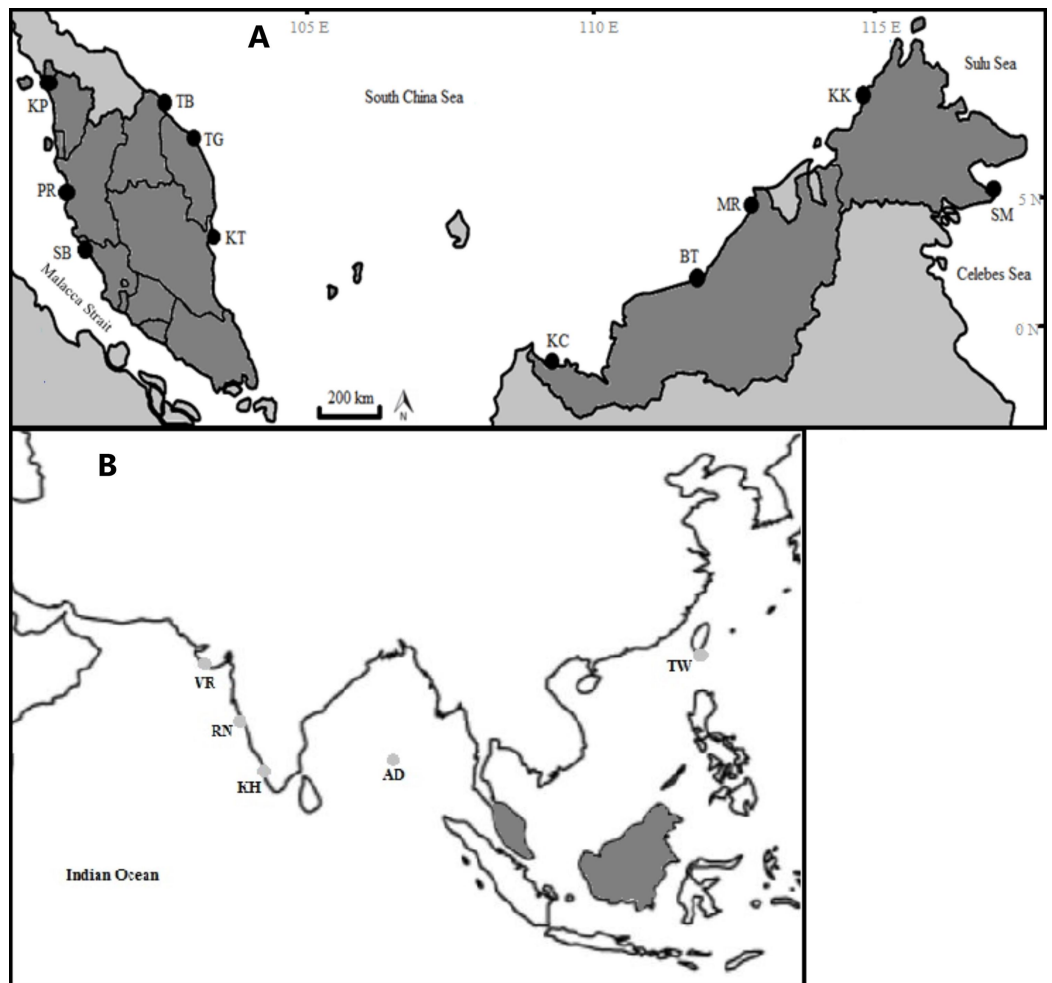 A
105 E
110 E
115 E
Sulu Sea
KP
TB
South China Sea
KK
TG
PR
MR
5 N
SM
KT
SB
BT
Malacca Strait
Celebes Sea
0 N
KC
200 km
N
B
TW
VR
RN
KH
AD
Indian Ocean